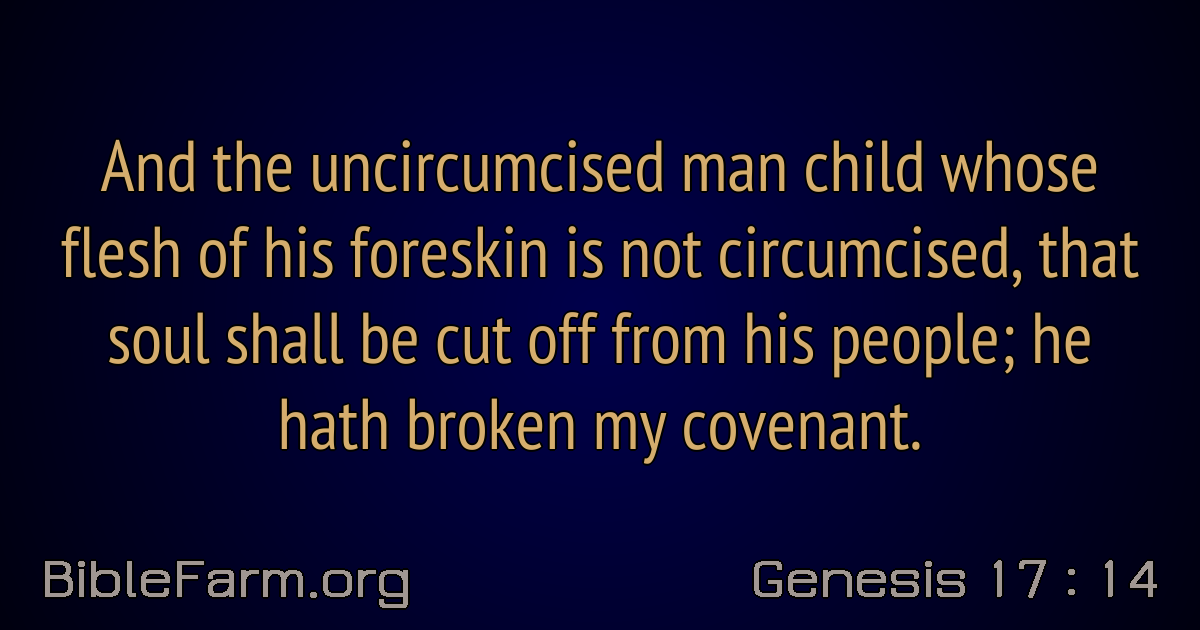 And the uncircumcised man child whose
flesh of his foreskin is not circumcised, that
soul shall be cut off from his people; he
hath broken my covenant.
BibleFarm.org
Genesis 17 : 14